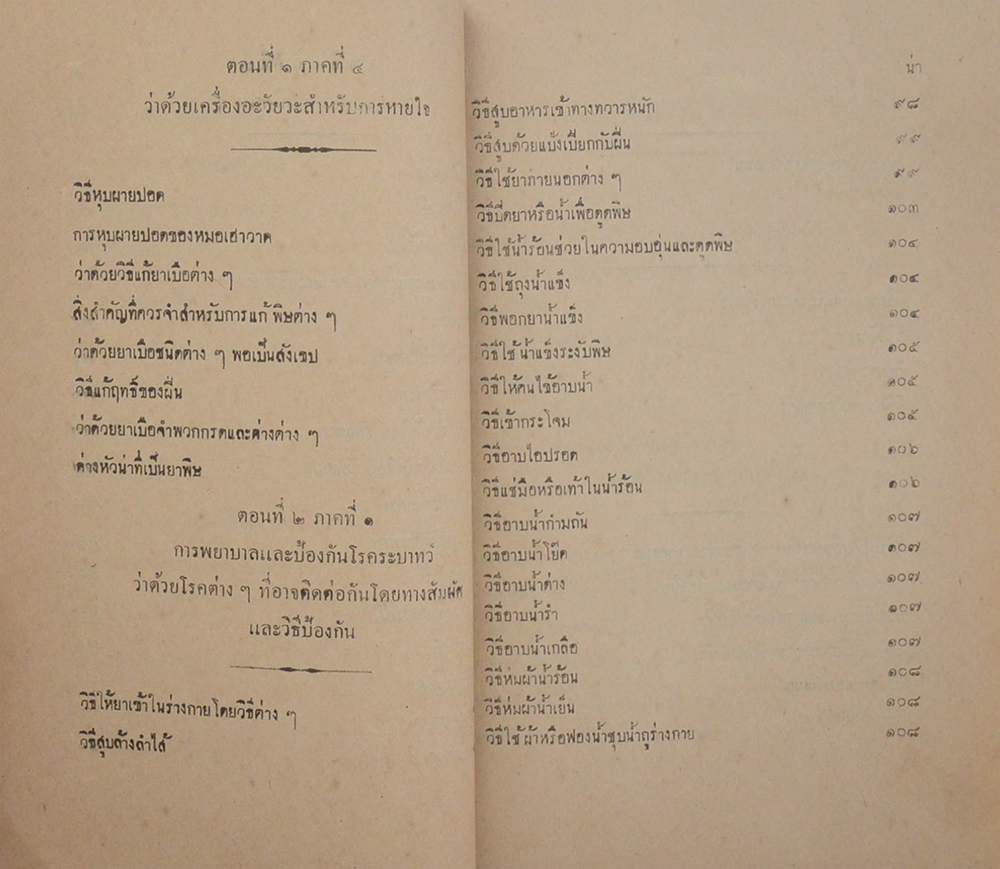 ตอนที่ ๑ ภาคที่ ๔
ว่าด้วยเครื่องอะวัยวะสำหรับการหายใจ
วิธีหุบผายปอด
การหุบผายปอดของหมอเฮ่าวาด
ว่าด้วยวิธีแก้ยาเบื่อต่าง ๆ
สิ่งสำคัญที่ควรจำสำหรับการแก้พิษต่าง ๆ
ว่าด้วยยาเบื่อชนิดต่าง ๆ พอเป็นสังเขป
วิธีแก้ฤทธิ์ของฝิ่น
ว่าด้วยยาเบื่อจำพวกกรดและด่างต่าง ๆ
ด่างหัวน่าที่เป็นยาพิษ
ตอนที่ ๒ ภาคที่ ๑
การพยาบาลและป้องกันโรคระบาทว์
ว่าด้วยโรคต่าง ๆ ที่อาจติดต่อกันโดยทางสัมผัด
และวิธีป้องกัน
วิธีให้ยาเข้าในร่างกายโดยวิธีต่าง ๆ
วิธีสูบล้างลำไส้
น่า
วิธีสูบอาหารเข้าทางทวารหนัก ๙๘
วิธีสูบด้วยแป้งเปียกกับฝิ่น ๙๙
วิธีใช้ยาภายนอกต่าง ๆ ๙๙
วิธีปิดยาหรือน้ำเพื่อดูดพิษ ๑๐๓
วิธีใช้น้ำร้อนช่วยในความอบอุ่นและดูดพิษ ๑๐๔
วิธีใช้ถุงน้ำแข็ง ๑๐๔
วิธีพอกยาน้ำแข็ง ๑๐๔
วิธีใช้น้ำแข็งระงับพิษ ๑๐๕
วิธีให้คนไข้อาบน้ำ ๑๐๕
วิธีเข้ากระโจม ๑๐๕
วิธีอาบไอปรอด ๑๐๖
วิธีแช่มือหรือเท้าในน้ำร้อน ๑๐๖
วิธีอาบน้ำกำมถัน ๑๐๗
วิธีอาบน้ำโซ๊ด ๑๐๗
วิธีอาบน้ำด่าง ๑๐๗
วิธีอาบน้ำรำ ๑๐๗
วิธีอาบน้ำเกลือ ๑๐๗
วิธีห่มผ้าน้ำร้อน ๑๐๘
วิธีห่มผ้าน้ำเย็น ๑๐๘
วิธีใช้ผ้าหรือฟองน้ำชุบน้ำถูร่างกาย ๑๐๘